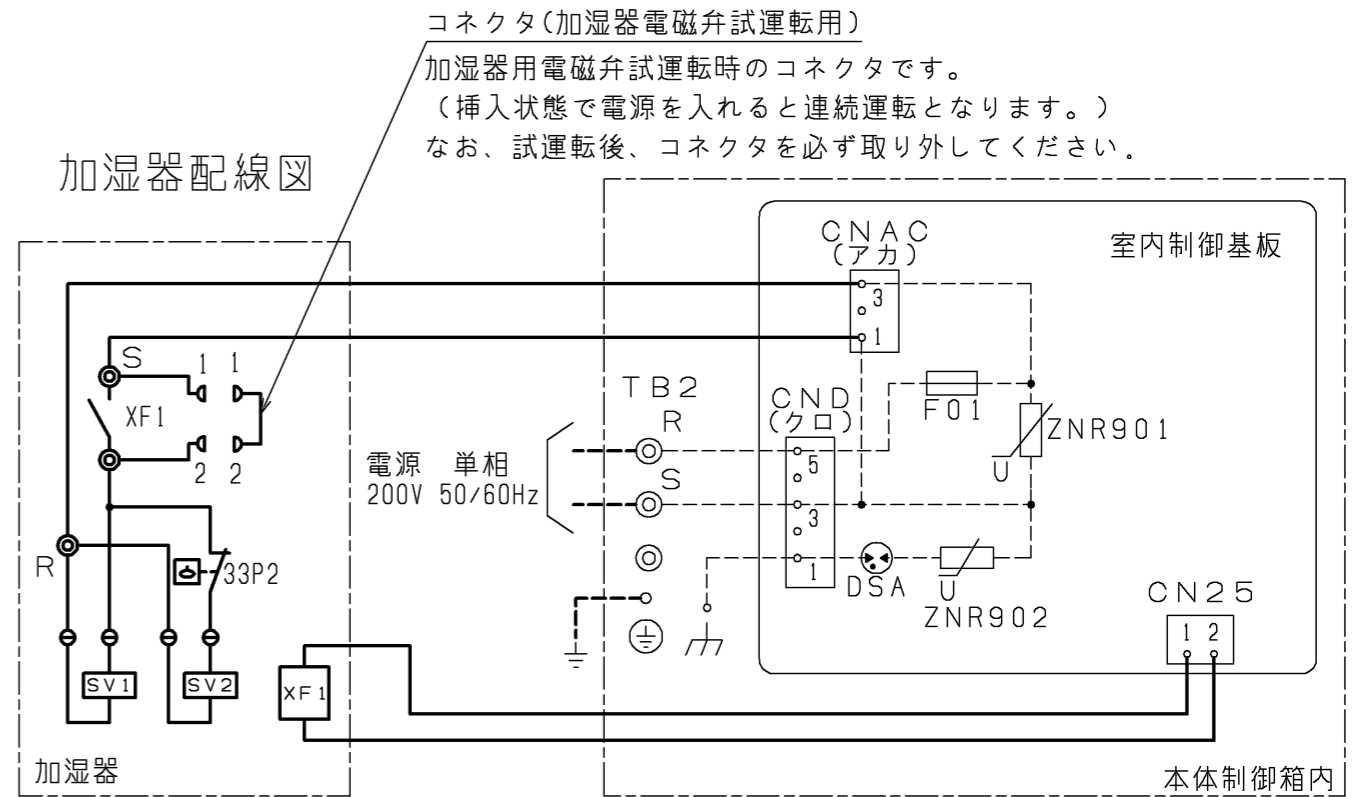 コネクタ(加湿器電磁弁試運転用)
加湿器用電磁弁試運転時のコネクタです。
(挿入状態で電源を入れると連続運転となります。)
なお、試運転後、コネクタを必ず取り外してください.
加湿器配線図
CNAC
(アカ)
室内制御基板
3
1
S
1 1
XF1
2 2
TB2
R
S
CND
(クロ)
5
3
1
F01
ZNR901
U
電源 単相
200V 50/60Hz
R
33P2
DSA
U
ZNR902
CN25
1 2
SV1
SV2
XF1
加湿器
本体制御箱内